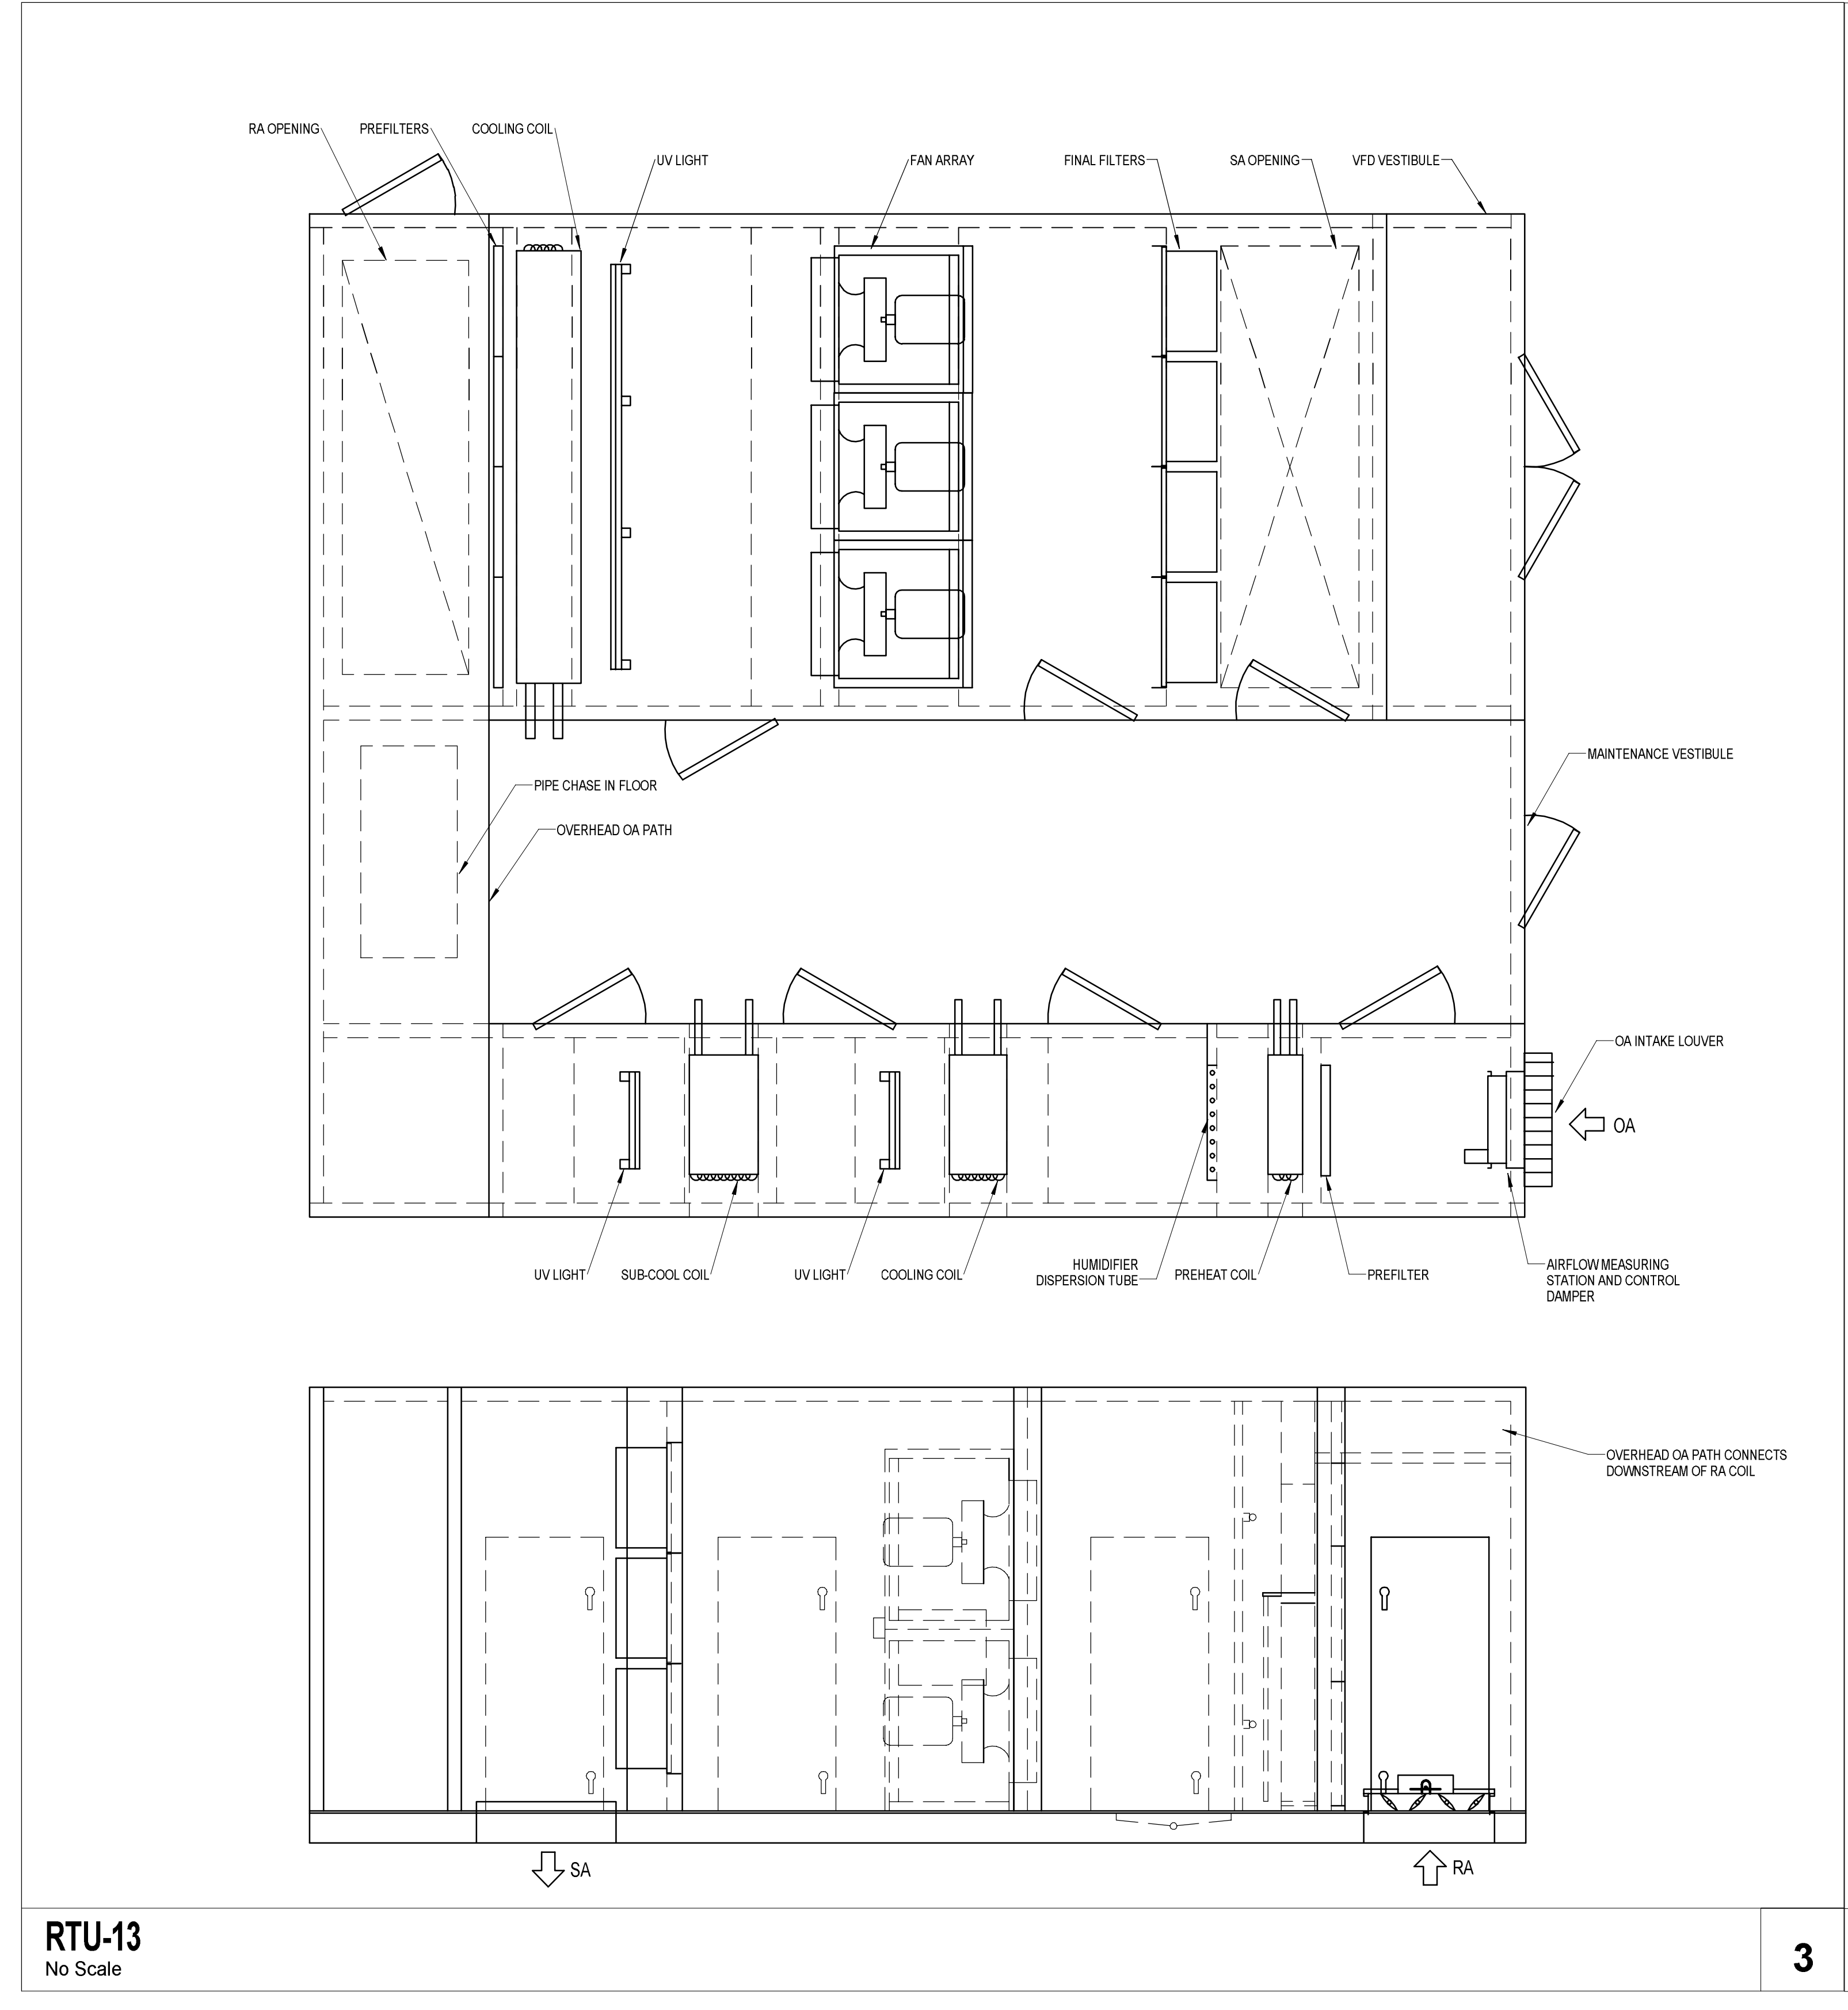 RA OPENING
PREFILTERS
COOLING COIL
UV LIGHT
FAN ARRAY
FINAL FILTERS
SA OPENING
VFD VESTIBULE
MAINTENANCE VESTIBULE
PIPE CHASE IN FLOOR
OVERHEAD OA PATH
OA INTAKE LOUVER
OA
UV LIGHT
SUB-COOL COIL
UV LIGHT
COOLING COIL
HUMIDIFIER
DISPERSION TUBE
PREHEAT COIL
PREFILTER
AIRFLOW MEASURING
STATION AND CONTROL
DAMPER
OVERHEAD OA PATH CONNECTS
DOWNSTREAM OF RA COIL
SA
RA
RTU-13
No Scale
3